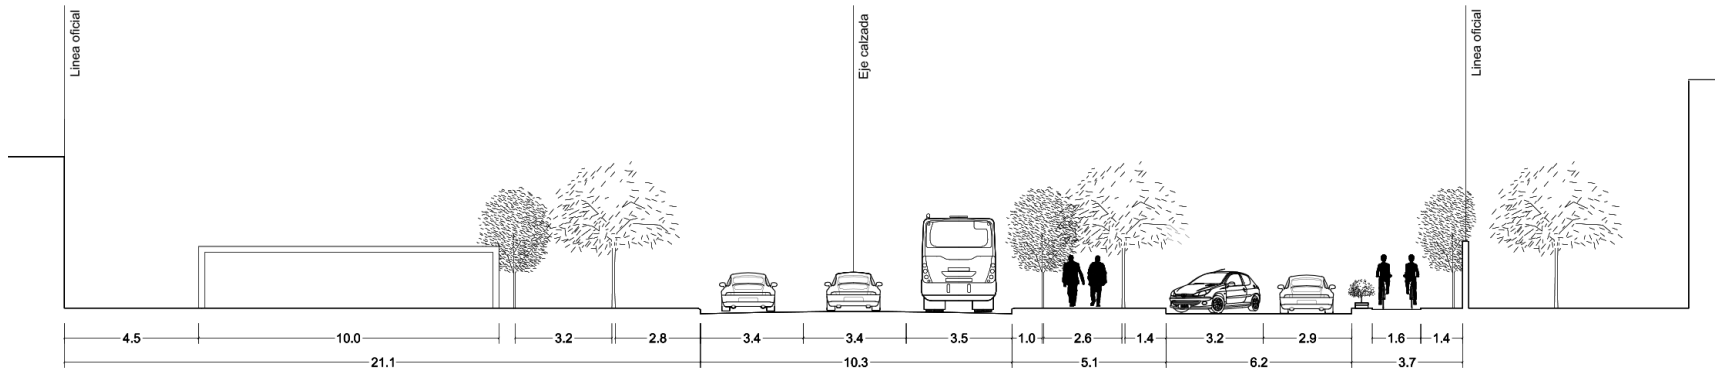 Linea oficial
Eje calzada
Linea oficial
4.5 10.0 3.2 2.8 3.4 3.4 3.5 1.0 2.6 1.4 3.2 2.9 1.6 1.4
21.1 10.3 5.1 6.2 3.7